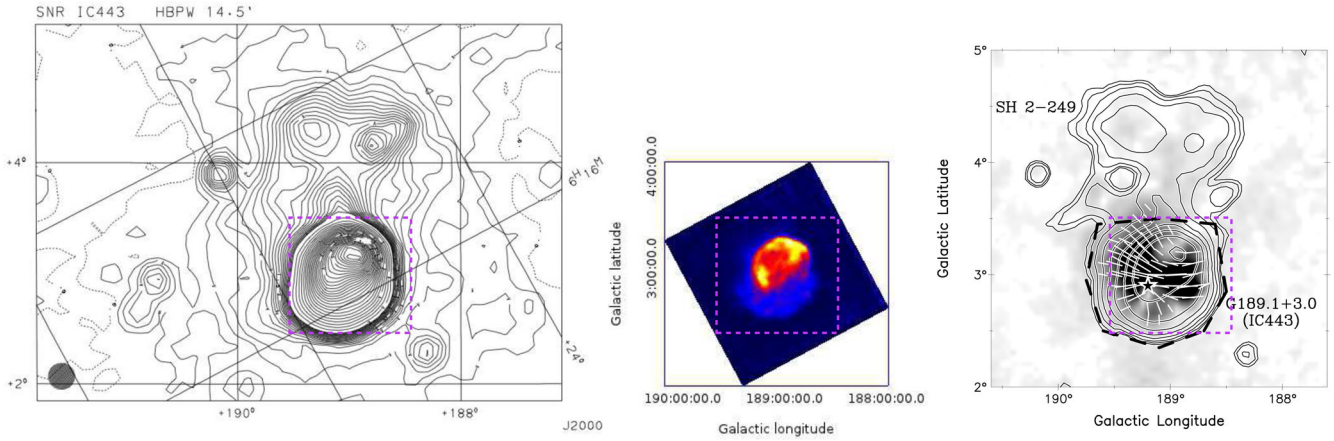 SNR IC443 HBPW 14.5'
+4°
+2°
+190°
+188°
6H16M
+24°
J2000
Galactic latitude
4:00:00.0
3:00:00.0
190:00:00.0 189:00:00.0 188:00:00.0
Galactic longitude
Galactic Latitude
5°
4°
3°
2°
SH 2-249
G189.1+3.0
(IC443)
190° 189° 188°
Galactic Longitude